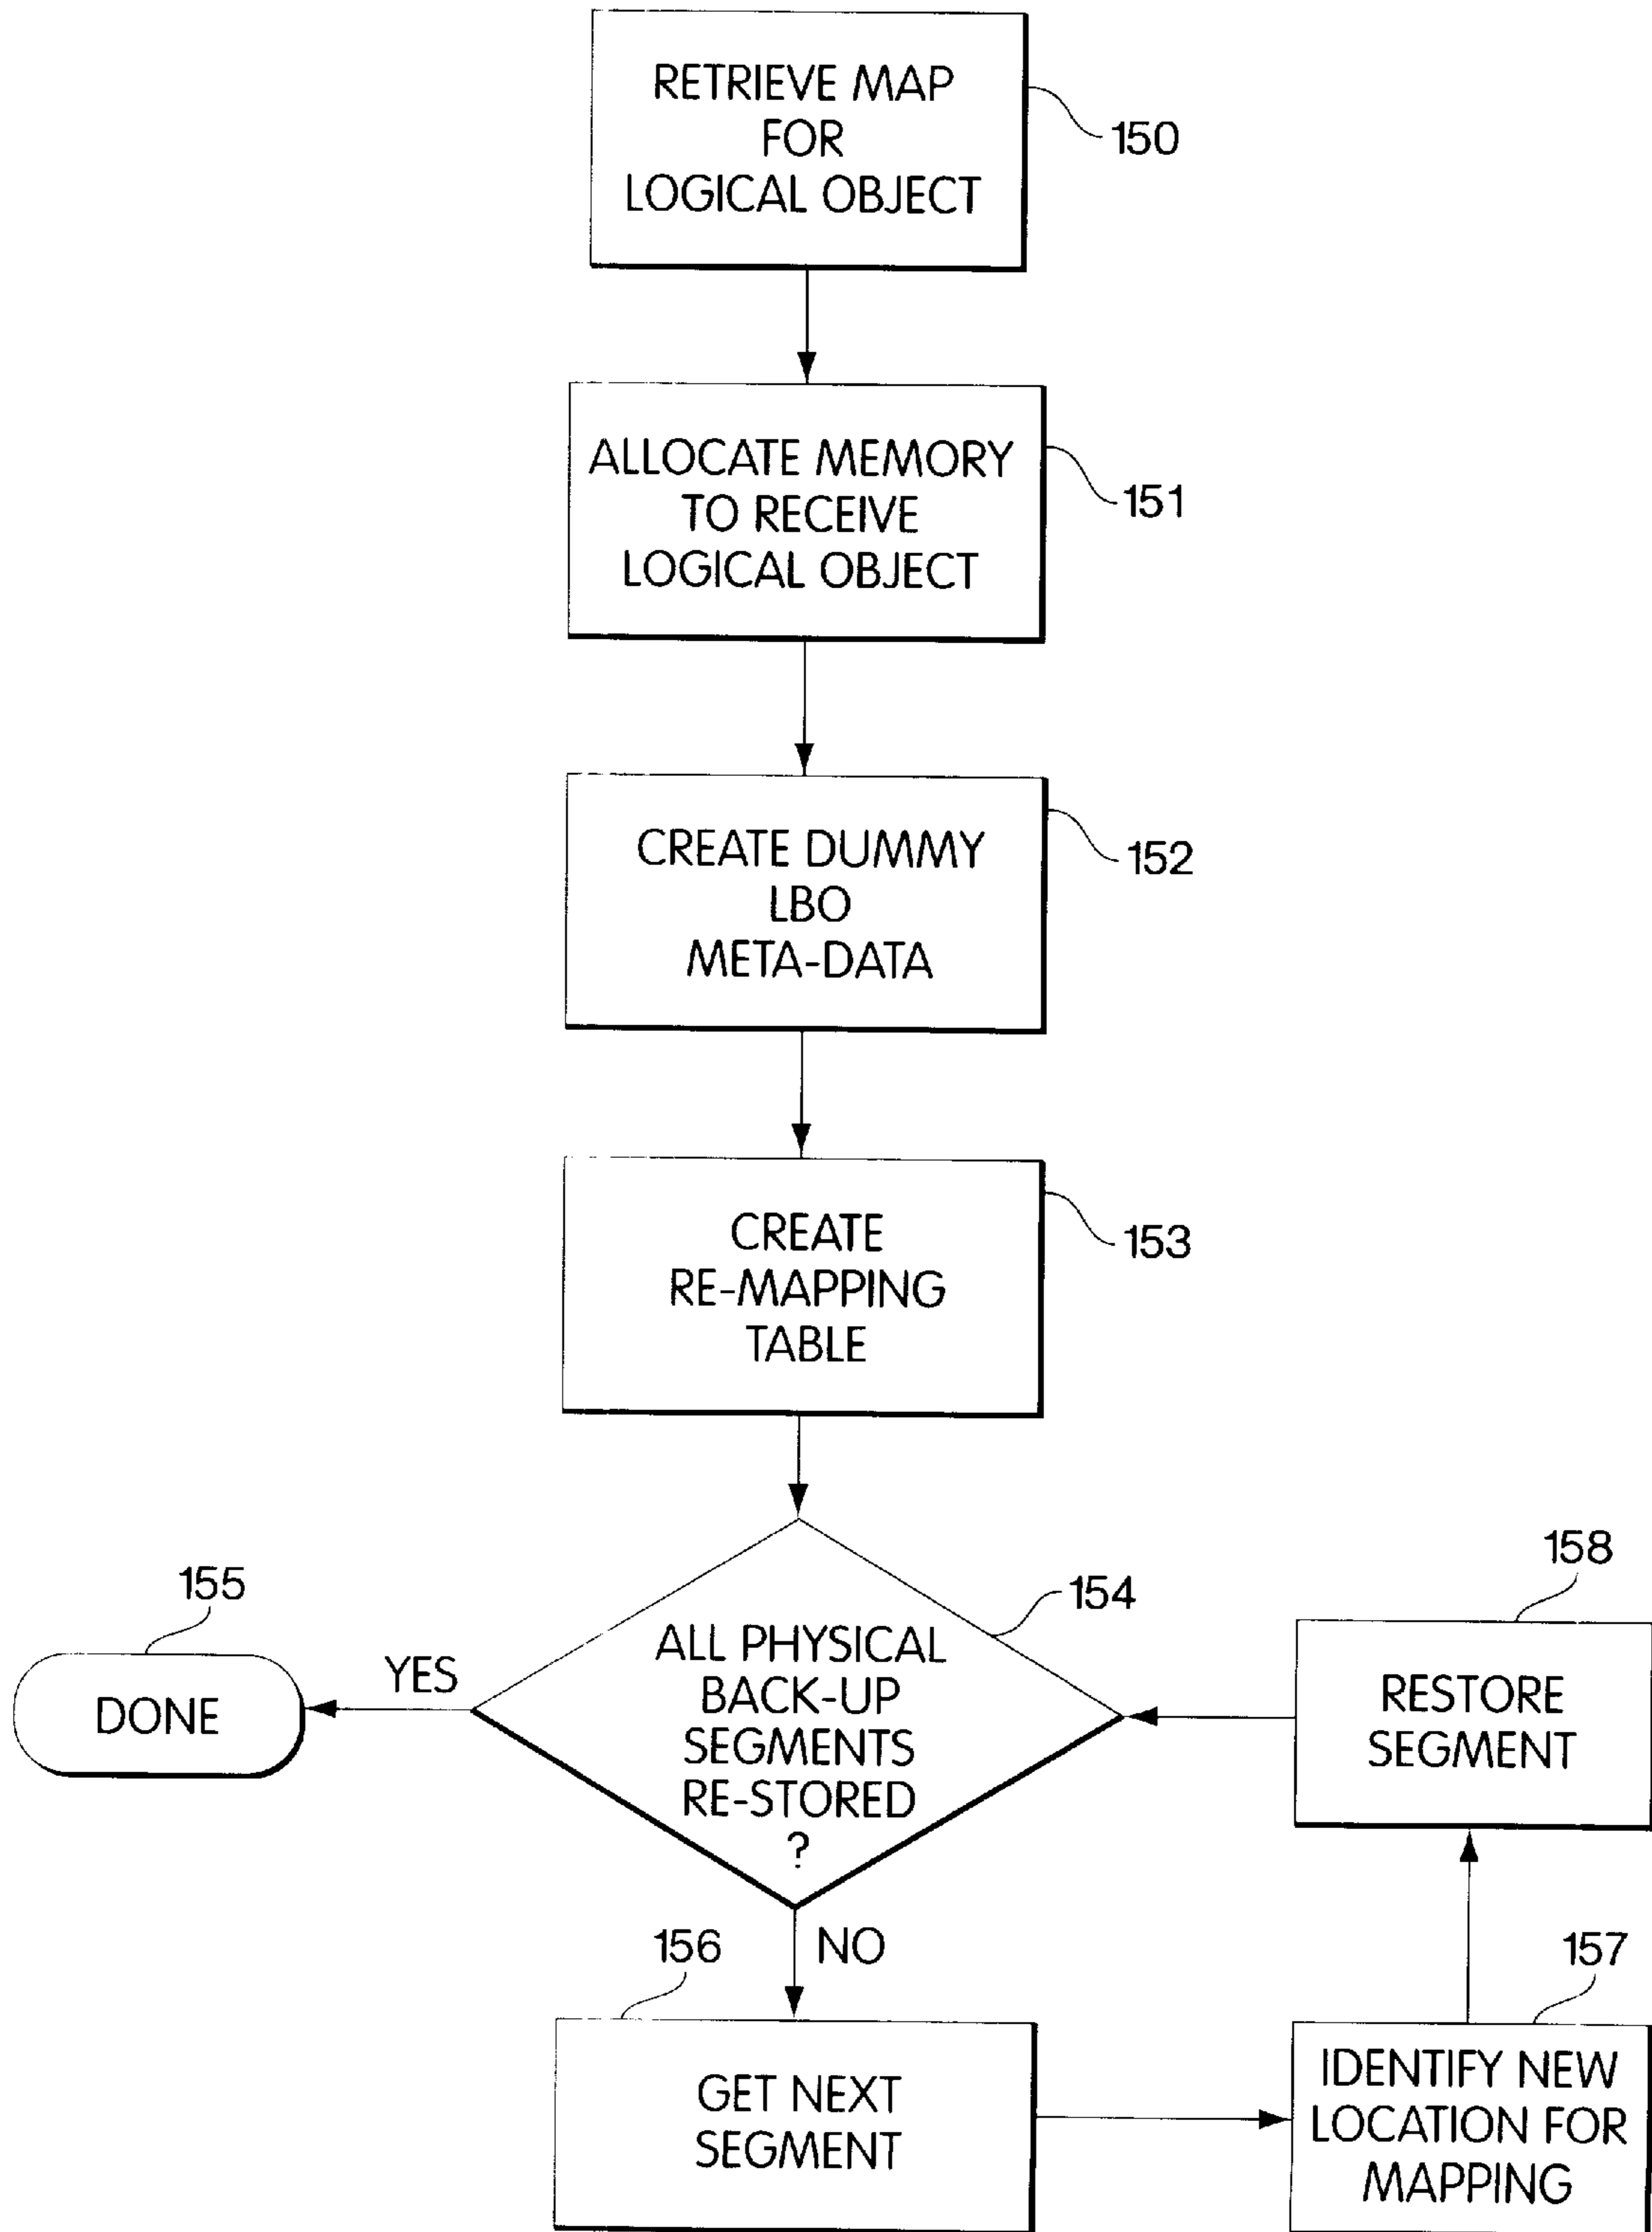 RETRIEVE MAP
FOR
LOGICAL OBJECT
150
ALLOCATE MEMORY
TO RECEIVE
LOGICAL OBJECT
151
CREATE DUMMY
LBO
META-DATA
152
CREATE
RE-MAPPING
TABLE
153
ALL PHYSICAL
BACK-UP
SEGMENTS
RE-STORED
?
154
YES
155
DONE
NO
156
GET NEXT
SEGMENT
157
IDENTIFY NEW
LOCATION FOR
MAPPING
158
RESTORE
SEGMENT